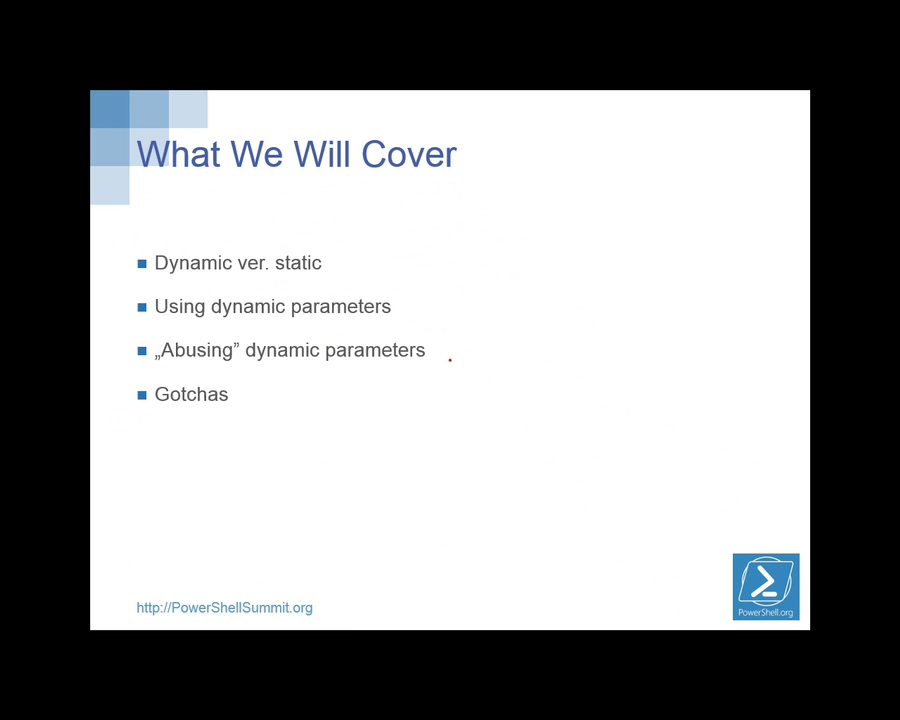 What We Will Cover
Dynamic ver. static
Using dynamic parameters
„Abusing” dynamic parameters
Gotchas
http://PowerShellSummit.org
PowerShell.org